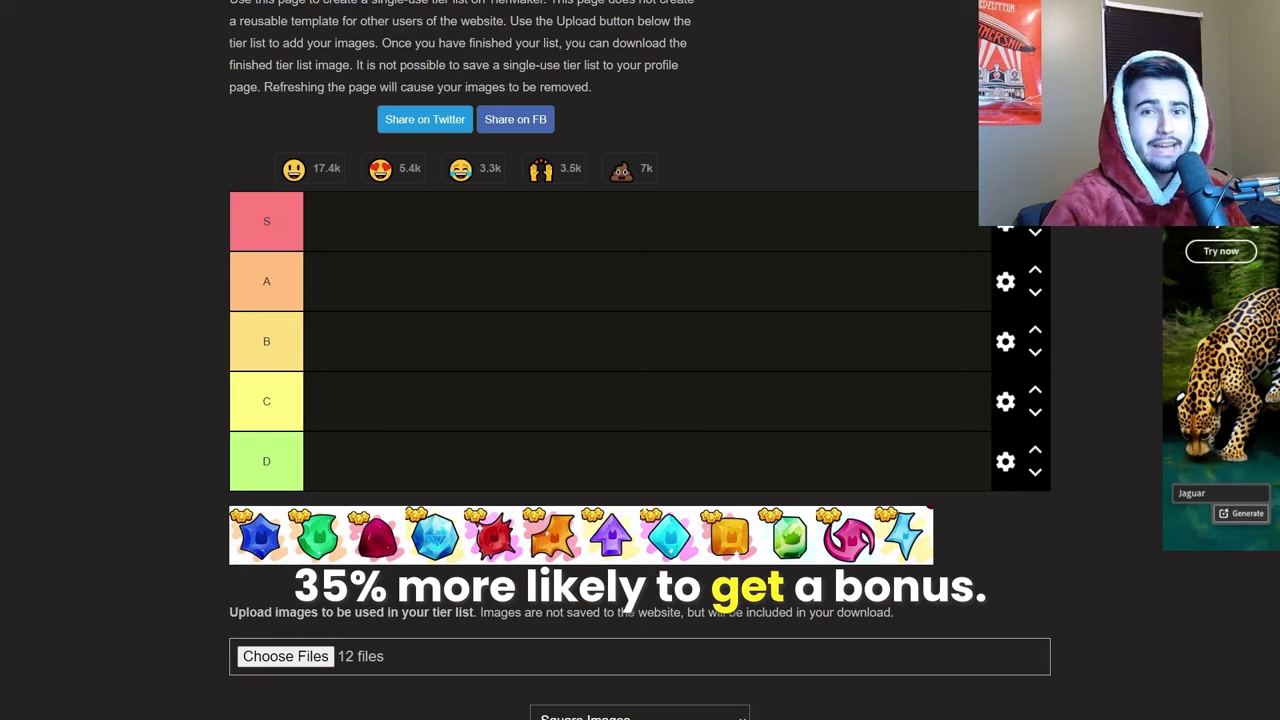 Use this page to create a single-use tier list on TierMaker. This page does not create
a reusable template for other users of the website. Use the Upload button below the
tier list to add your images. Once you have finished your list, you can download the
finished tier list image. It is not possible to save a single-use tier list to your profile
page. Refreshing the page will cause your images to be removed.
Share on Twitter
Share on FB
17.4k
5.4k
3.3k
3.5k
7k
S
A
B
C
D
Try now
Jaguar
Generate
35% more likely to get a bonus.
Upload images to be used in your tier list. Images are not saved to the website, but will be included in your download.
Choose Files 12 files
Square Images